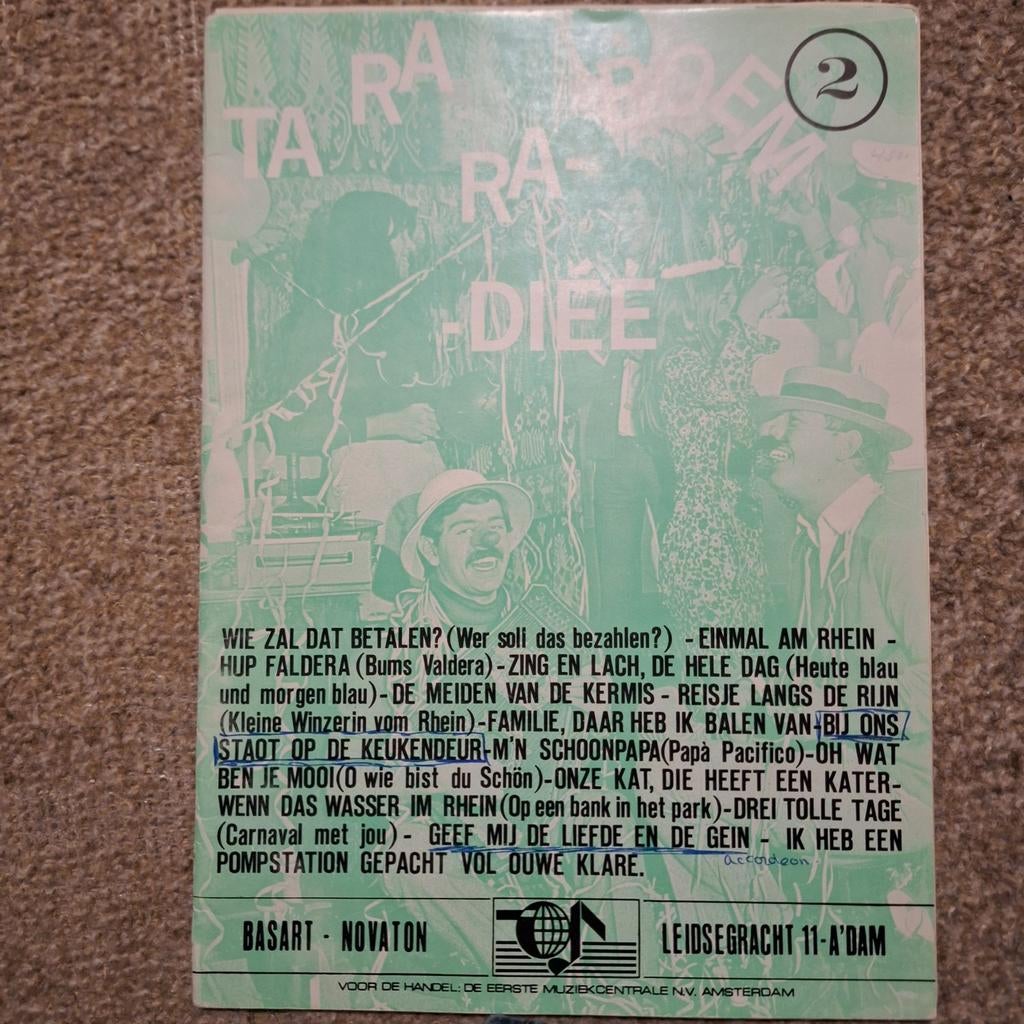 TA RA RA BOEM
2
-DIÉE
WIE ZAL DAT BETALEN? (Wer soll das bezahlen?) - EINMAL AM RHEIN -
HUP FALDERA (Bums Valdera) - ZING EN LACH, DE HELE DAG (Heute blau
und morgen blau) - DE MEIDEN VAN DE KERMIS - REISJE LANGS DE RIJN
(Kleine Winzerin vom Rhein) - FAMILIE, DAAR HEB IK BALEN VAN - BIJ ONS
STAOT OP DE KEUKENDEUR - M'N SCHOONPAPA (Papà Pacifico) - OH WAT
BEN JE MOOI (O wie bist du Schön) - ONZE KAT, DIE HEEFT EEN KATER -
WENN DAS WASSER IM RHEIN (Op een bank in het park) - DREI TOLLE TAGE
(Carnaval met jou) - GEEF MIJ DE LIEFDE EN DE GEIN - IK HEB EEN
POMPSTATION GEPACHT VOL OUWE KLARE.
accordeon.
BASART - NOVATON
LEIDSEGRACHT 11 - A'DAM
VOOR DE HANDEL: DE EERSTE MUZIEKCENTRALE N.V. AMSTERDAM